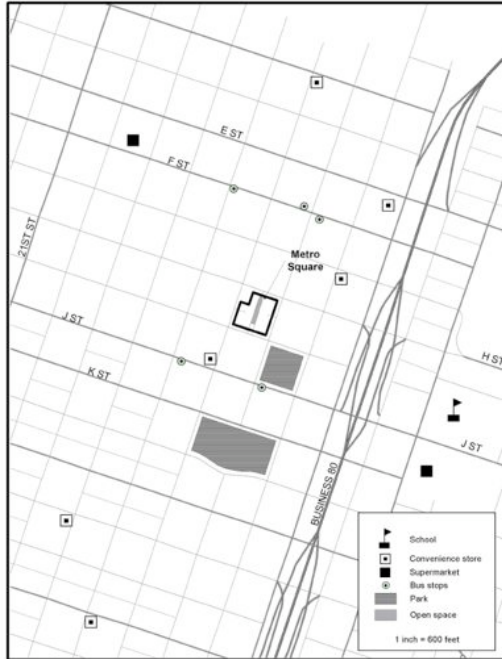 E ST
F ST
21ST ST
Metro
Square
J ST
H ST
K ST
J ST
BUSINESS 80
School
Convenience store
Supermarket
Bus stops
Park
Open space
1 inch = 600 feet